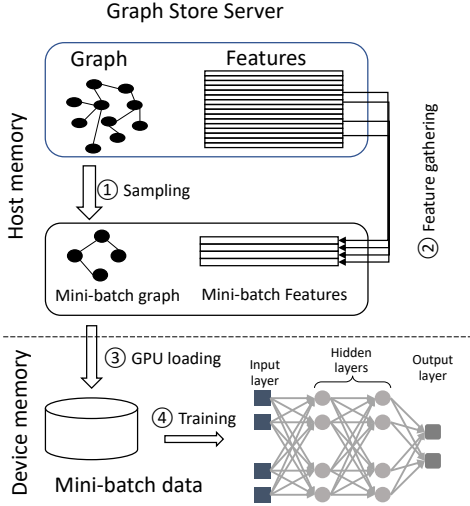 Graph Store Server
Graph
Features
Host memory
① Sampling
② Feature gathering
Mini-batch graph
Mini-batch Features
③ GPU loading
Device memory
④ Training
Mini-batch data
Input
layer
Hidden
layers
Output
layer